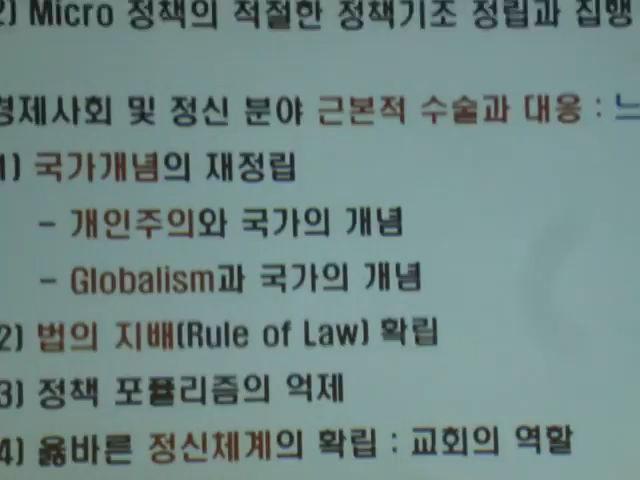 2) Micro 정책의 적절한 정책기조 정립과 집행
경제사회 및 정신 분야 근본적 수술과 대응 : 느
1) 국가개념의 재정립
- 개인주의와 국가의 개념
- Globalism과 국가의 개념
2) 법의 지배(Rule of Law) 확립
3) 정책 포퓰리즘의 억제
4) 옳바른 정신체계의 확립 : 교회의 역할